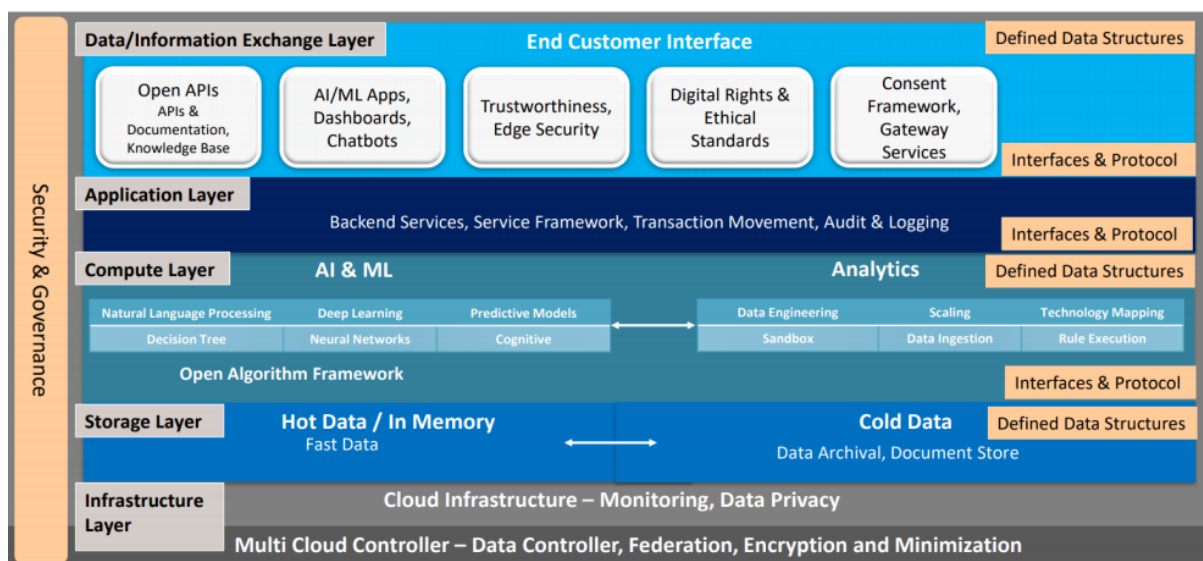 Security & Governance
Data/Information Exchange Layer
End Customer Interface
Defined Data Structures
Open APIs
APIs &
Documentation,
Knowledge Base
AI/ML Apps,
Dashboards,
Chatbots
Trustworthiness,
Edge Security
Digital Rights &
Ethical
Standards
Consent
Framework,
Gateway
Services
Interfaces & Protocol
Application Layer
Backend Services, Service Framework, Transaction Movement, Audit & Logging
Interfaces & Protocol
Compute Layer
AI & ML
Analytics
Defined Data Structures
Natural Language Processing
Deep Learning
Predictive Models
Decision Tree
Neural Networks
Cognitive
Data Engineering
Scaling
Technology Mapping
Sandbox
Data Ingestion
Rule Execution
Open Algorithm Framework
Interfaces & Protocol
Storage Layer
Hot Data / In Memory
Fast Data
Cold Data
Data Archival, Document Store
Defined Data Structures
Infrastructure
Layer
Cloud Infrastructure – Monitoring, Data Privacy
Multi Cloud Controller – Data Controller, Federation, Encryption and Minimization